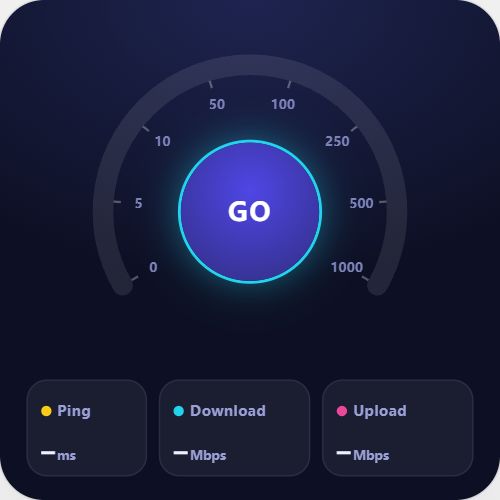 50 100
10 250
5 500
GO
0 1000
Ping Download Upload
— ms — Mbps — Mbps